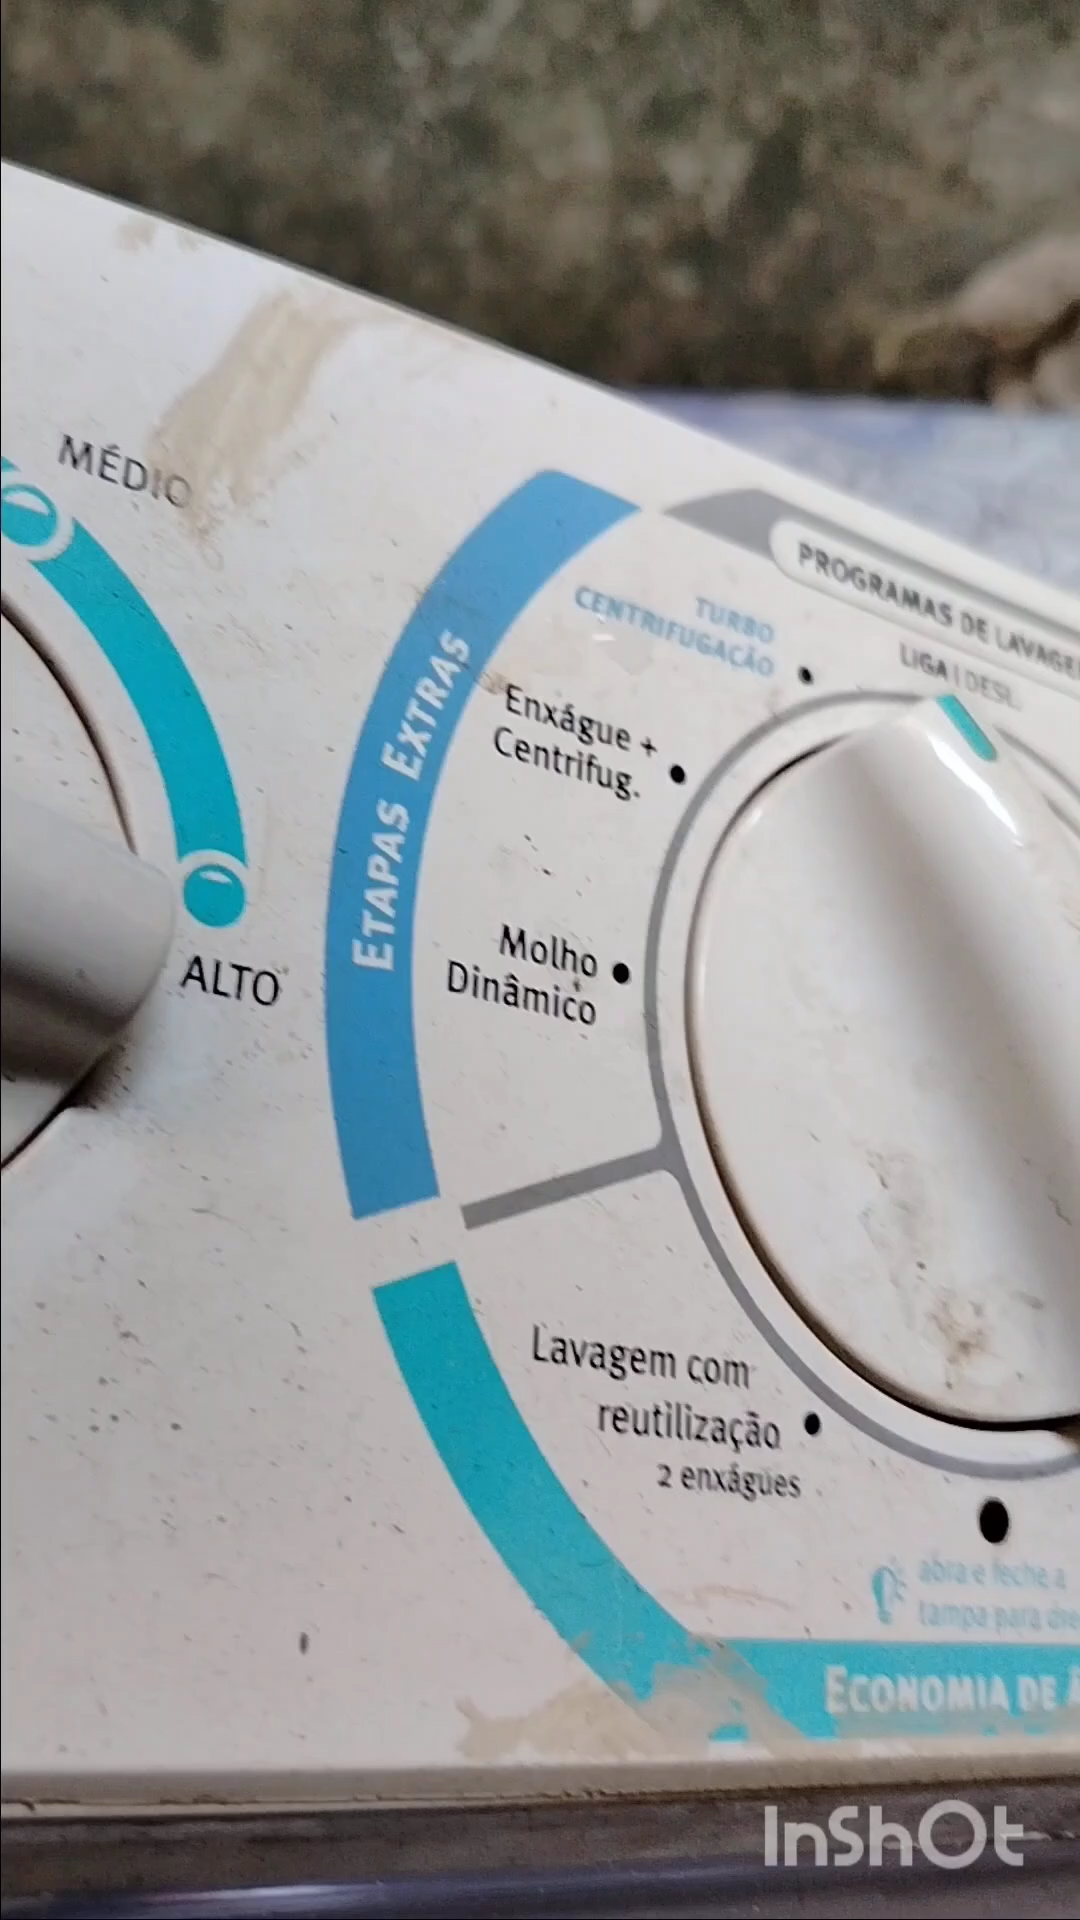 MÉDIO
ALTO
ETAPAS EXTRAS
PROGRAMAS DE
LIGA | DESL.
TURBO
CENTRIFUGAÇÃO
Enxágue +
Centrifug.
Molho
Dinâmico
Lavagem com
reutilização
2 enxágues
abra e feche a
tampa para
ECONOMIA DE
InShOt